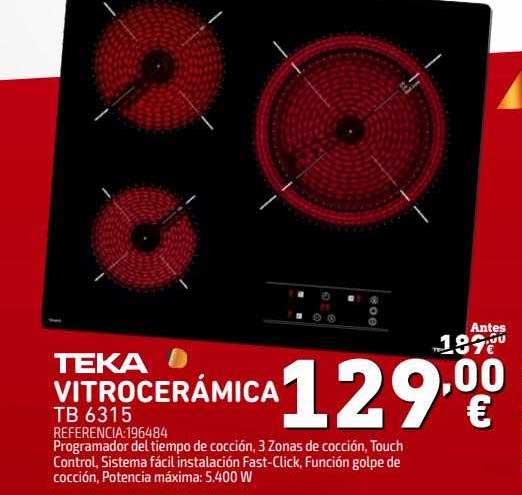 Antes
189,00 €
TEKA
VITROCERÁMICA
129,00 €
TB 6315
REFERENCIA:196484
Programador del tiempo de cocción, 3 Zonas de cocción, Touch
Control, Sistema fácil instalación Fast-Click, Función golpe de
cocción, Potencia máxima: 5.400 W